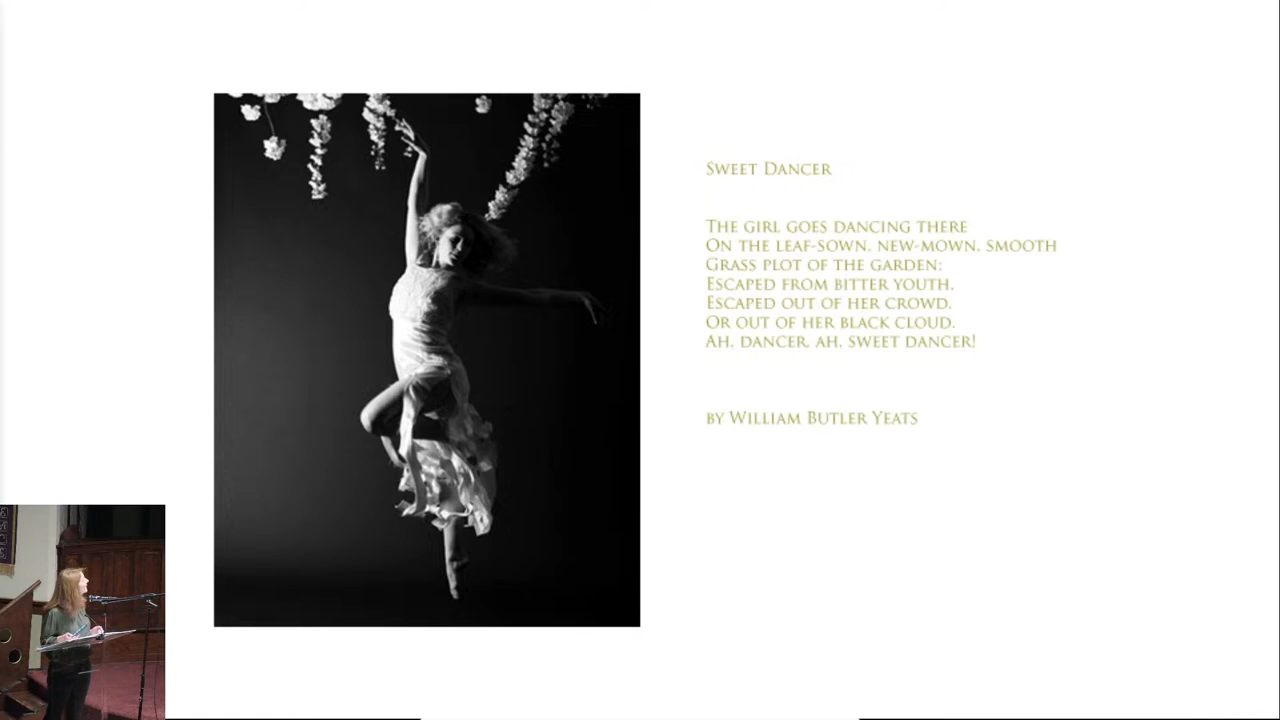 Sweet Dancer
The girl goes dancing there
On the leaf-sown, new-mown, smooth
Grass plot of the garden;
Escaped from bitter youth,
Escaped out of her crowd,
Or out of her black cloud.
Ah, dancer, ah, sweet dancer!
by William Butler Yeats